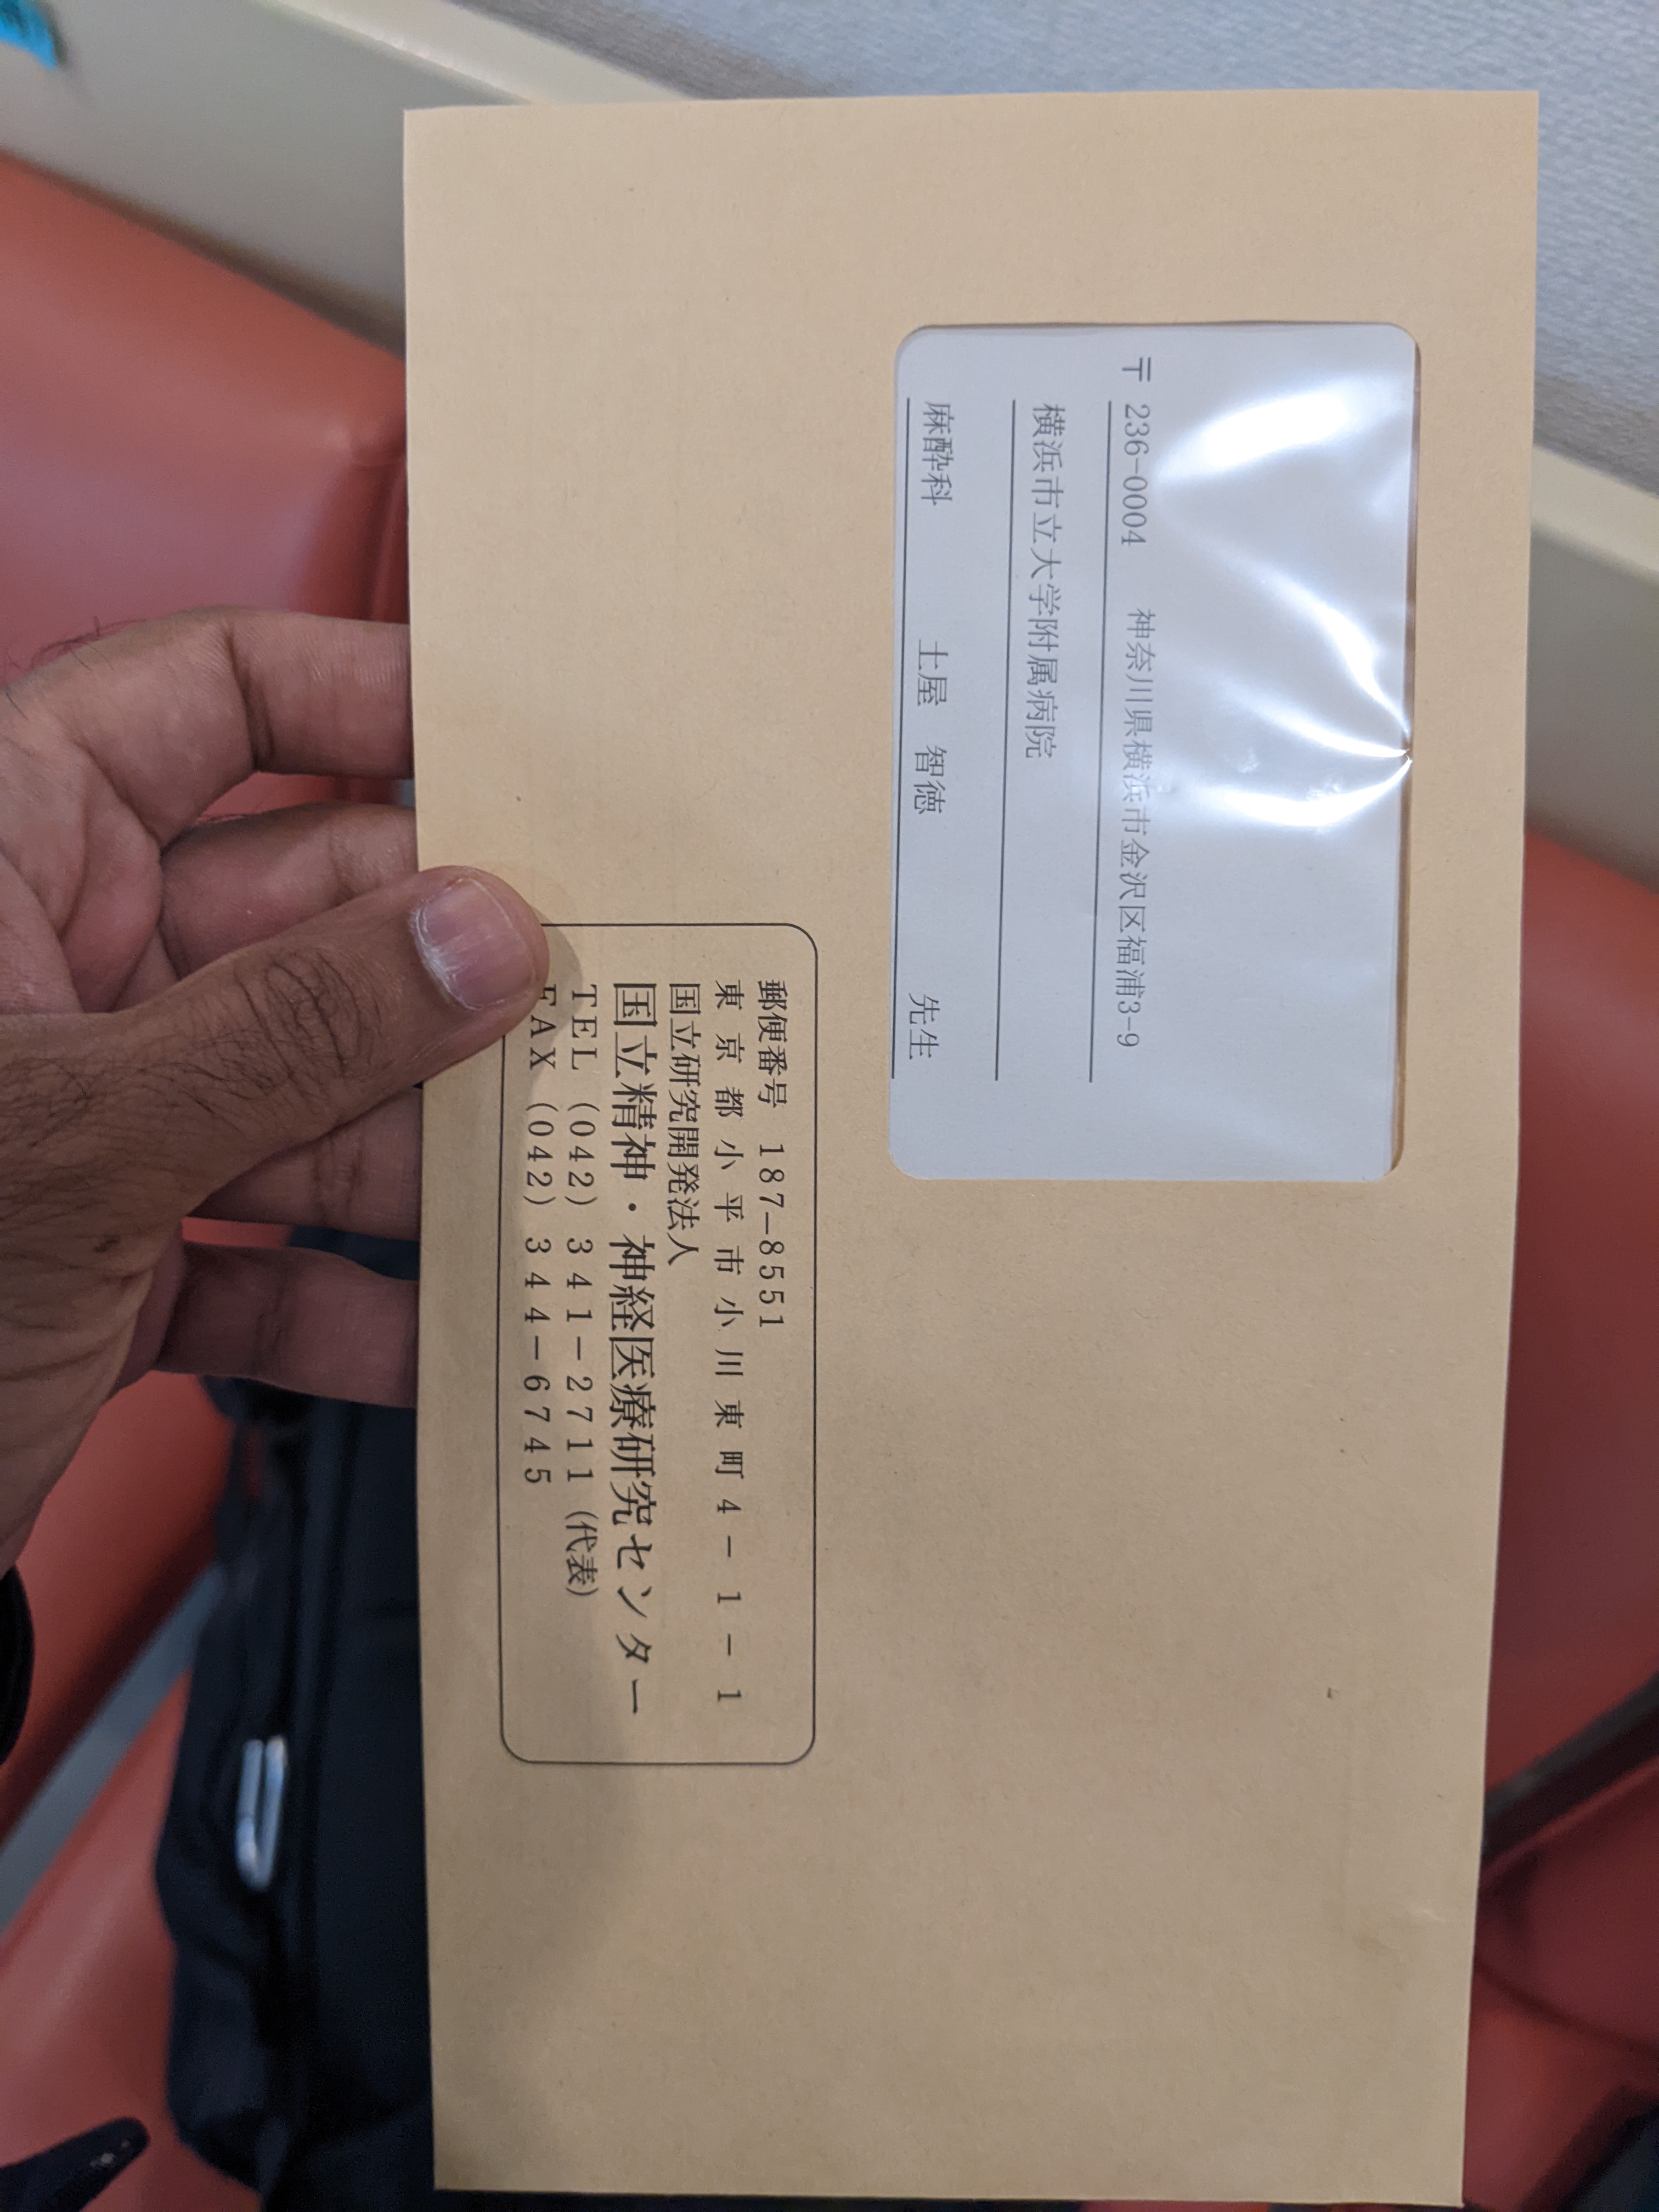 〒 236-0004 神奈川県横浜市金沢区福浦3-9
横浜市立大学附属病院
麻酔科 土屋 智徳 先生
郵便番号 187-8551
東京都小平市小川東町4-1-1
国立研究開発法人
国立精神・神経医療研究センター
TEL (042) 341-2711 (代表)
FAX (042) 344-6745